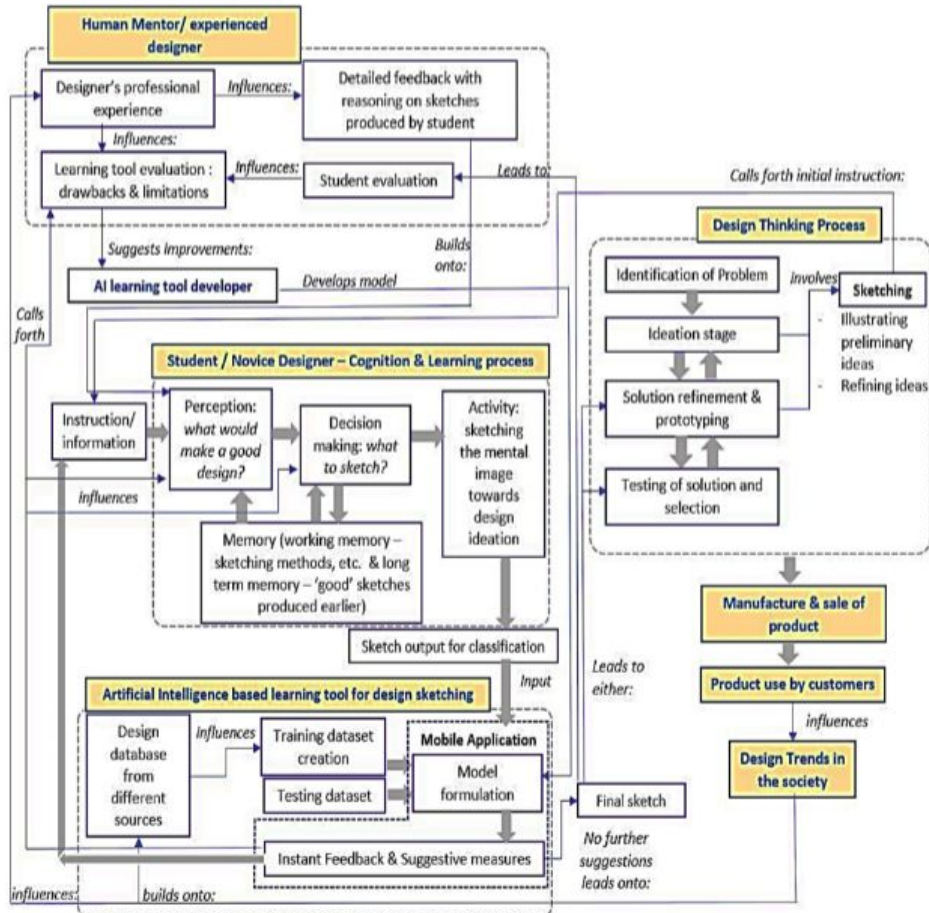 Human Mentor/ experienced
designer
Designer's professional
experience
Influences:
Detailed feedback with
reasoning on sketches
produced by student
Influences:
Learning tool evaluation :
drawbacks & limitations
Influences:
Student evaluation
Leads to:
Calls forth initial instruction:
Suggests Improvements:
Builds
onto:
Design Thinking Process
AI learning tool developer
Develops model
Identification of Problem
involves
Sketching
- Illustrating
preliminary
ideas
- Refining ideas
Ideation stage
Solution refinement &
prototyping
Testing of solution and
selection
Calls
forth
Student / Novice Designer – Cognition & Learning process
Instruction/
information
Perception:
what would
make a good
design?
Decision
making: what
to sketch?
Activity:
sketching
the mental
image
towards
design
ideation
influences
Memory (working memory –
sketching methods, etc. & long
term memory – 'good' sketches
produced earlier)
Manufacture & sale of
product
Sketch output for classification
Input
Leads to
either:
Product use by customers
influences
Design Trends in
the society
Artificial Intelligence based learning tool for design sketching
Design
database
from
different
sources
Influences
Training dataset
creation
Testing dataset
Mobile Application
Model
formulation
Final sketch
Instant Feedback & Suggestive measures
No further
suggestions
leads onto:
influences:
builds onto: